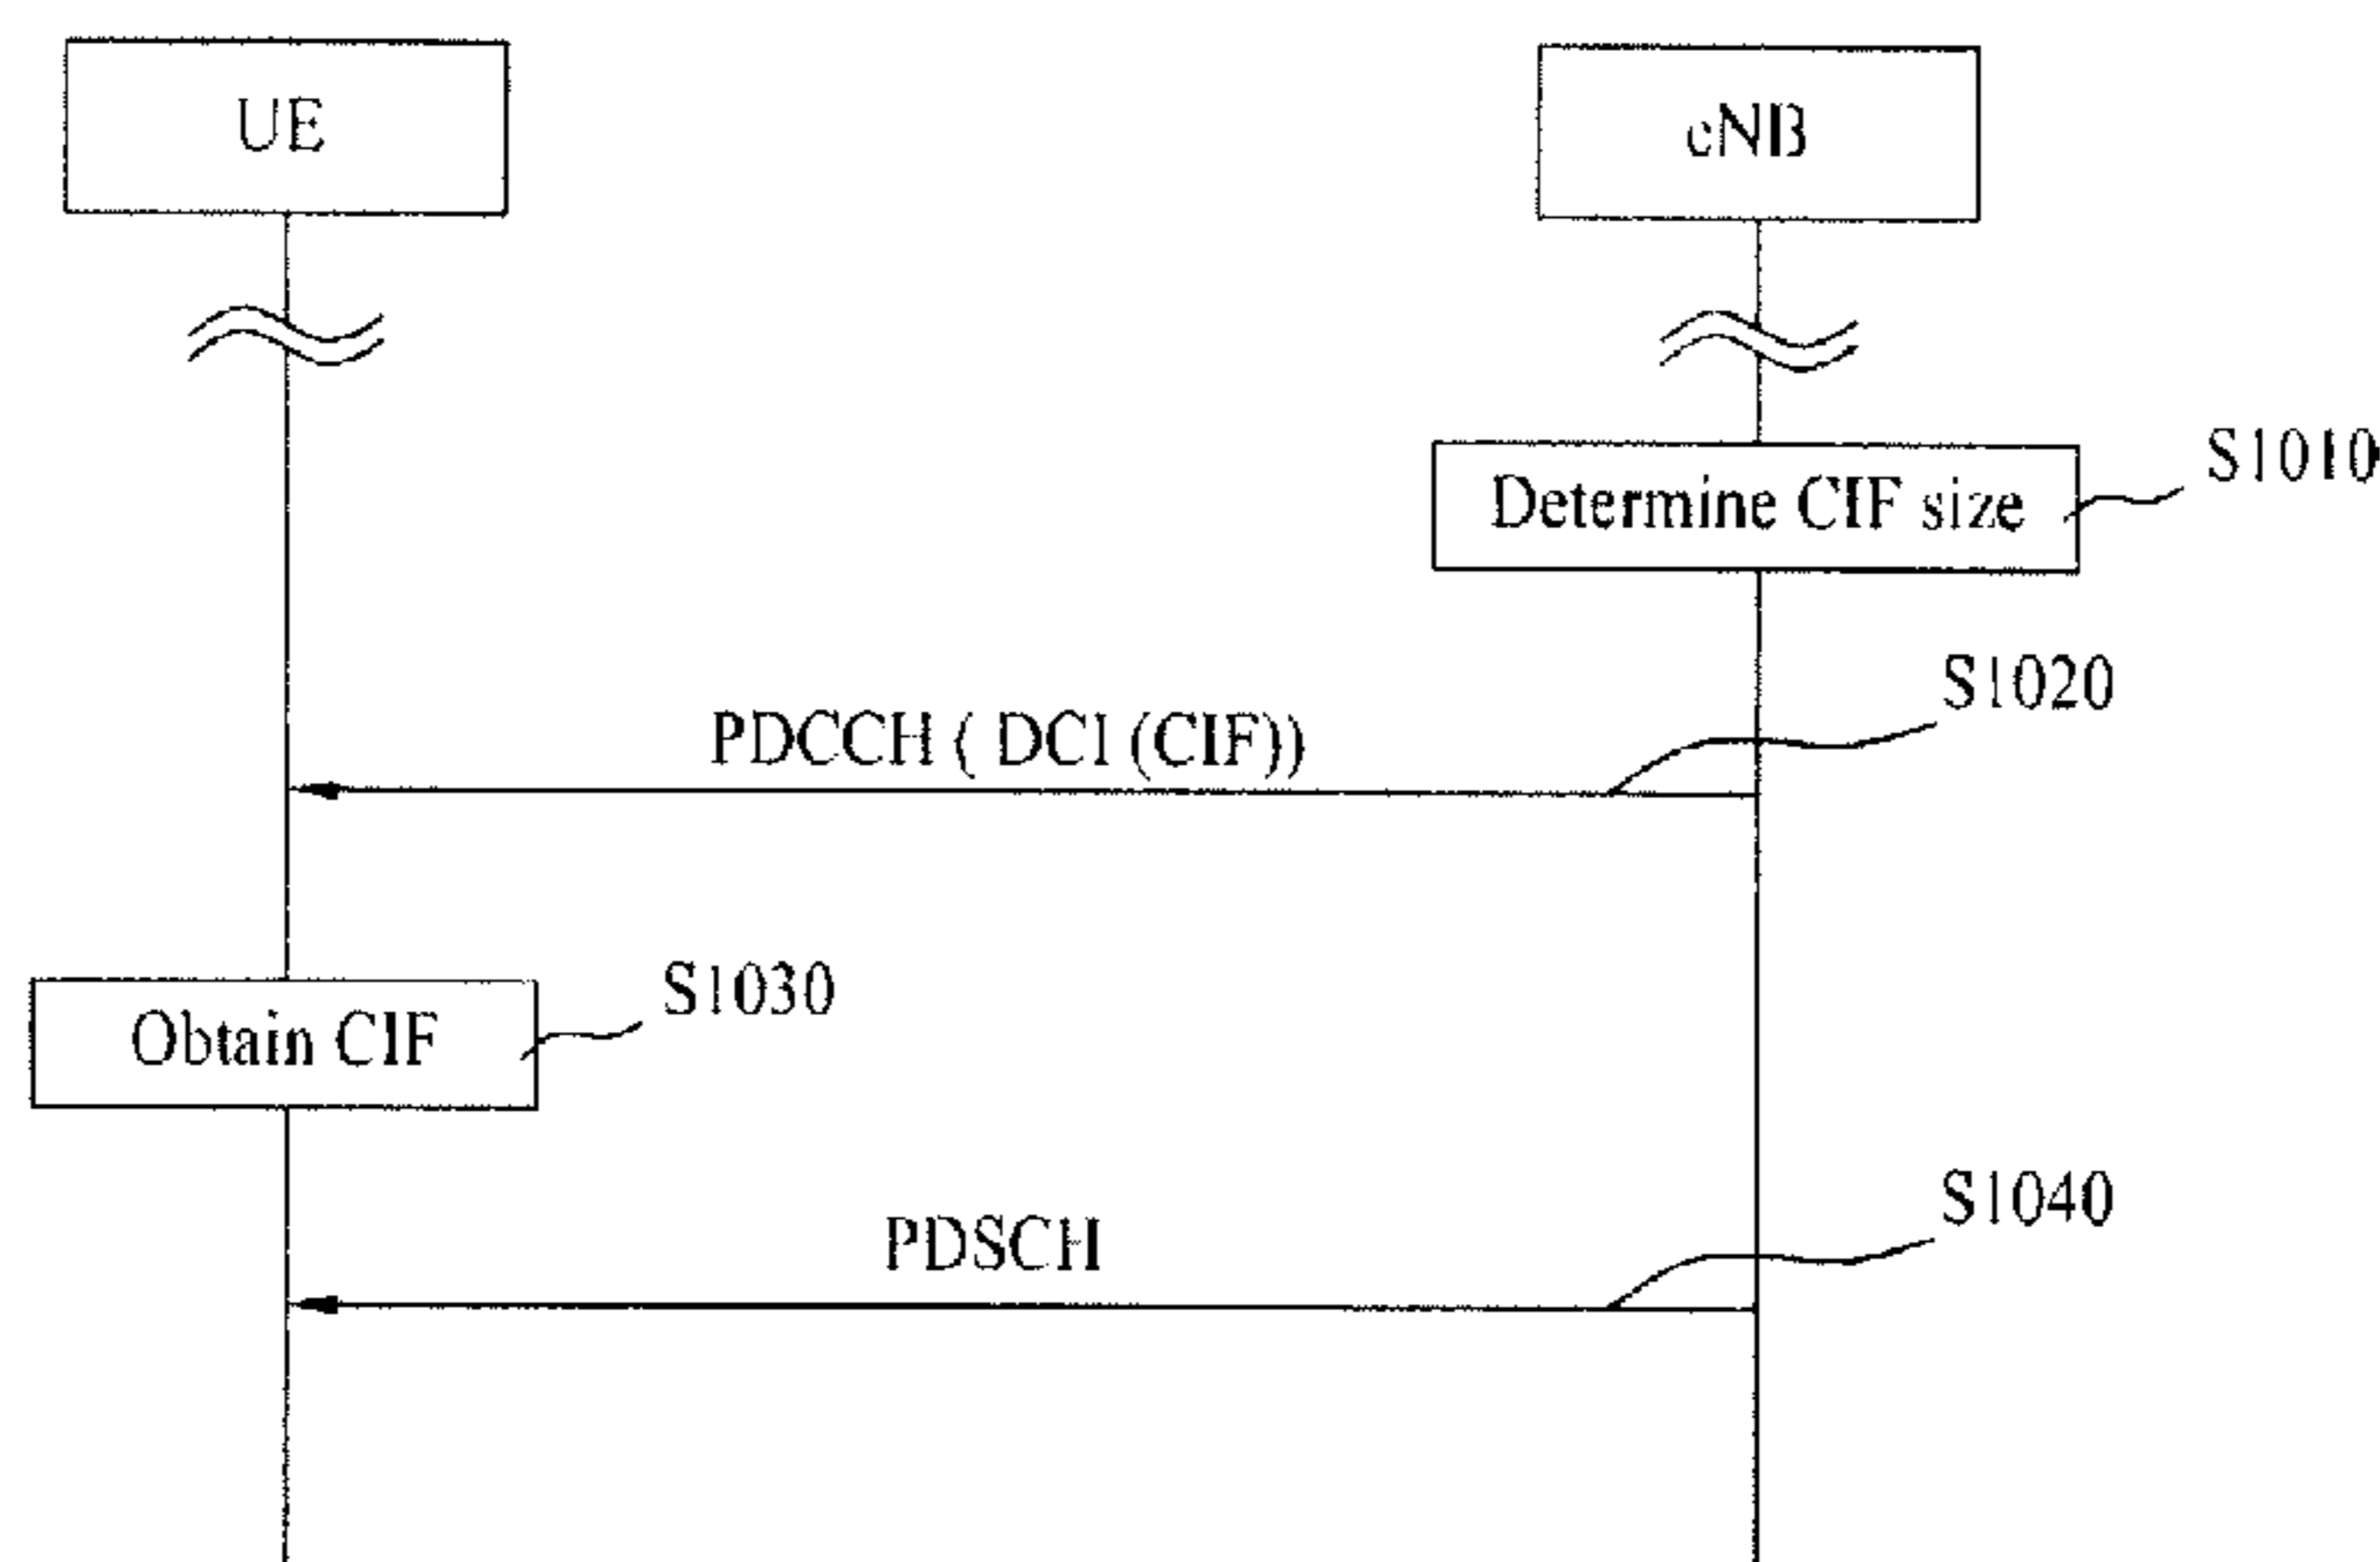 UE
eNB
Determine CIF size
S1010
S1020
PDCCH ( DCI (CIF))
S1030
Obtain CIF
S1040
PDSCH